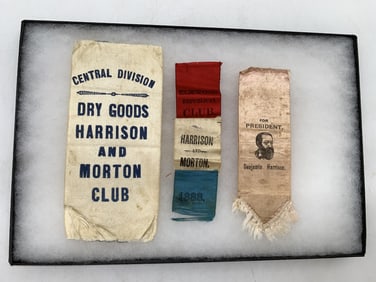 CENTRAL DIVISION
DRY GOODS
HARRISON
AND
MORTON
CLUB
CLUB
HARRISON
AND
MORTON.
1888.
FOR
PRESIDENT,
Benjamin Harrison.